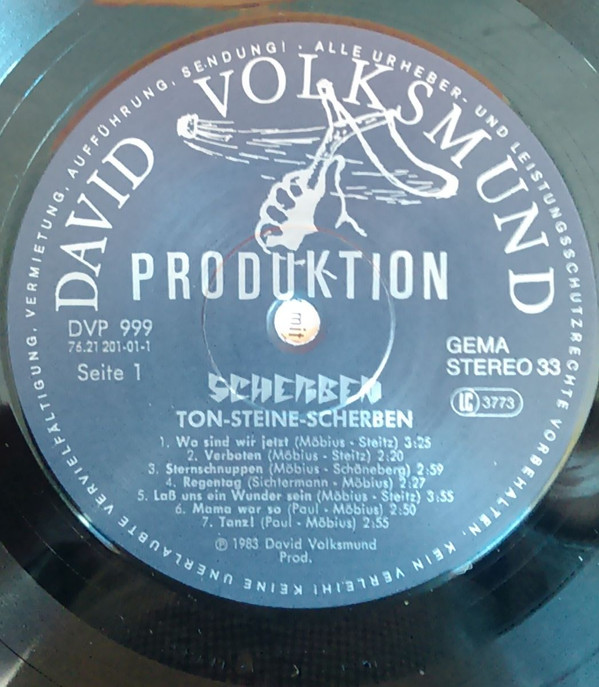 ALLE URHEBER- UND LEISTUNGSSCHUTZRECHTE VORBEHALTEN. KEIN VERLEIH! KEINE UNERLAUBTE VERVIELFÄLTIGUNG, VERMIETUNG, AUFFÜHRUNG, SENDUNG! ·
DAVID VOLKSMUND
PRODUKTION
mit
DVP 999
76.21 201-01-1
Seite 1
GEMA
STEREO 33
LC 3773
SCHERBEN
TON-STEINE-SCHERBEN
1. Wo sind wir jetzt (Möbius - Steitz) 3:25
2. Verboten (Möbius - Steitz) 2:20
3. Sternschnuppen (Möbius - Schöneberg) 2:59
4. Regentag (Sichtermann - Möbius) 2:27
5. Laß uns ein Wunder sein (Möbius - Steitz) 3:55
6. Mama war so (Paul - Möbius) 2:50
7. Tanz! (Paul - Möbius) 2:55
℗ 1983 David Volksmund
Prod.